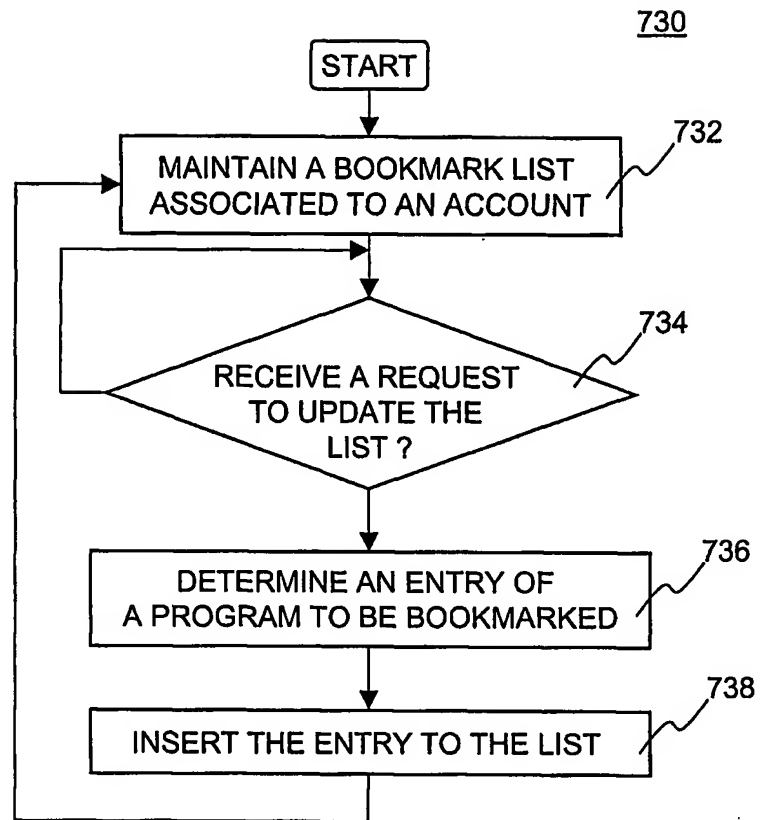 730
START
732
MAINTAIN A BOOKMARK LIST
ASSOCIATED TO AN ACCOUNT
734
RECEIVE A REQUEST
TO UPDATE THE
LIST ?
736
DETERMINE AN ENTRY OF
A PROGRAM TO BE BOOKMARKED
738
INSERT THE ENTRY TO THE LIST